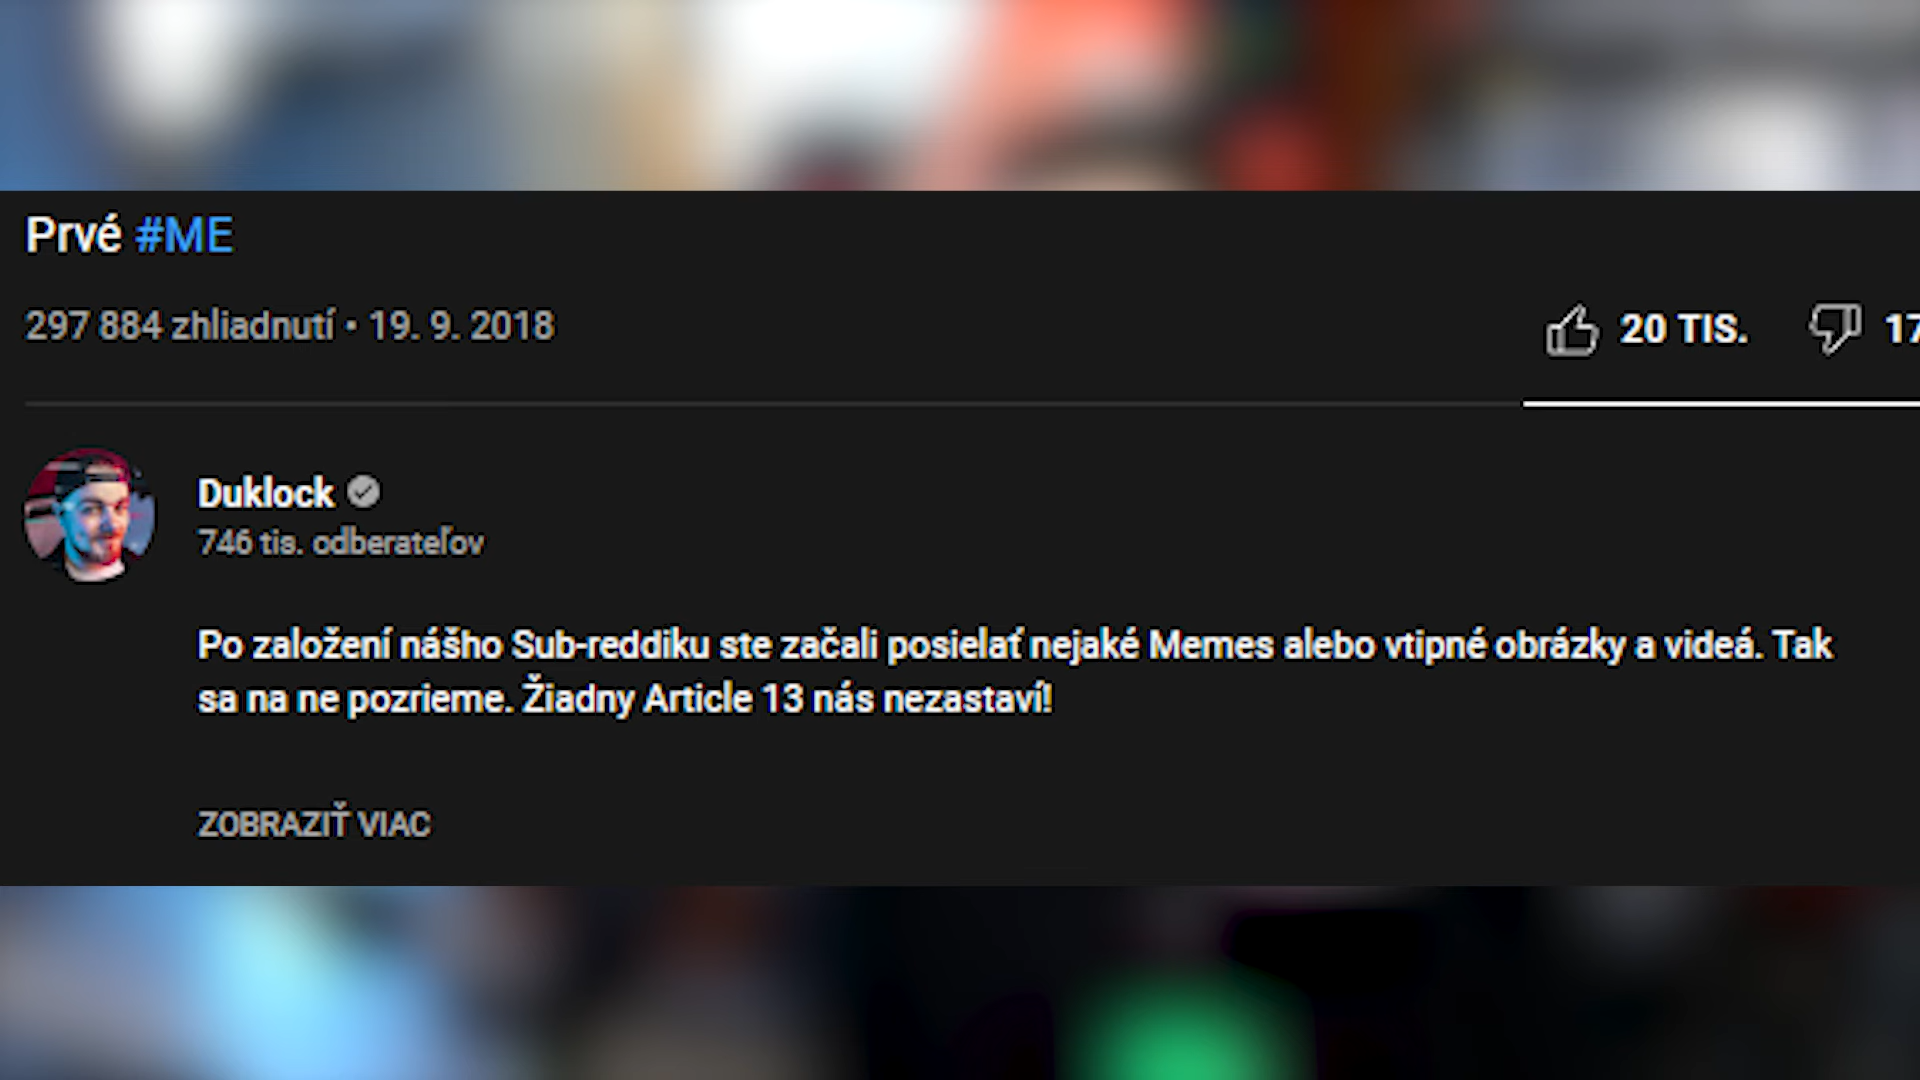 Prvé #ME
297 884 zhliadnutí • 19. 9. 2018
20 TIS.
17
Duklock
746 tis. odberateľov
Po založení nášho Sub-reddiku ste začali posielať nejaké Memes alebo vtipné obrázky a videá. Tak
sa na ne pozrieme. Žiadny Article 13 nás nezastaví!
ZOBRAZIŤ VIAC